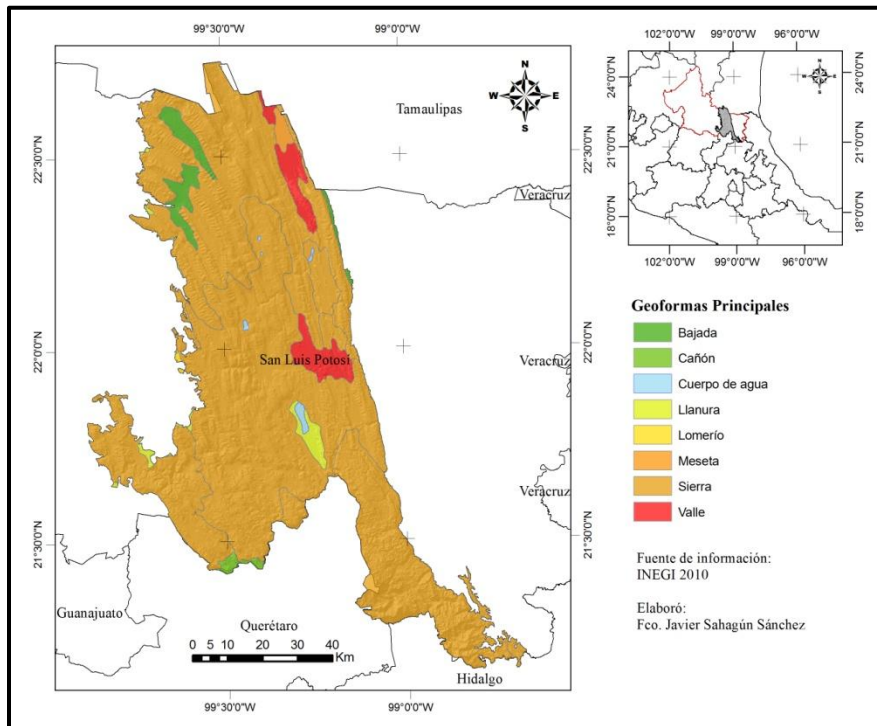 99°30'0"W
99°0'0"W
N
W
E
S
Tamaulipas
22°30'0"N
22°30'0"N
Veracruz
22°0'0"N
22°0'0"N
San Luis Potosí
Veracruz
Veracruz
21°30'0"N
21°30'0"N
Guanajuato
Querétaro
0 5 10 20 30 40
Km
Hidalgo
99°30'0"W
99°0'0"W
102°0'0"W
99°0'0"W
96°0'0"W
24°0'0"N
24°0'0"N
N
W
E
S
21°0'0"N
21°0'0"N
18°0'0"N
18°0'0"N
102°0'0"W
99°0'0"W
96°0'0"W
Geoformas Principales
Bajada
Cañón
Cuerpo de agua
Llanura
Lomerío
Meseta
Sierra
Valle
Fuente de información:
INEGI 2010
Elaboró:
Fco. Javier Sahagún Sánchez